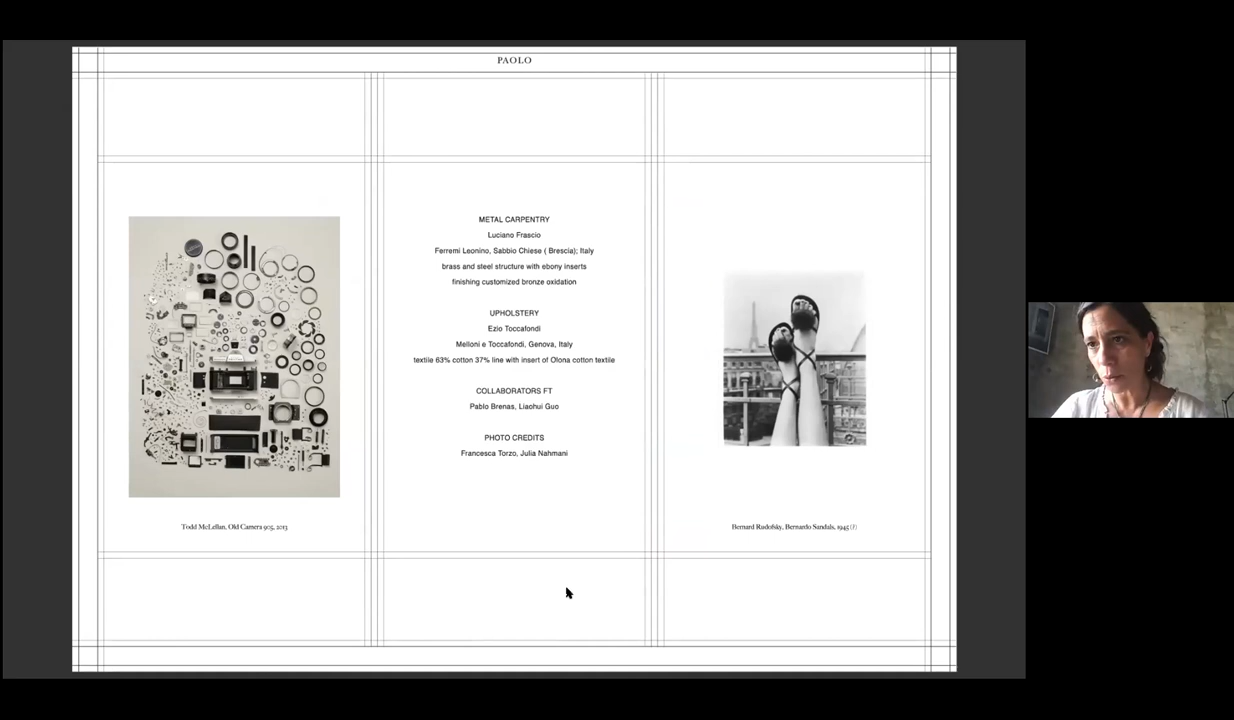 PAOLO
METAL CARPENTRY
Luciano Frascio
Ferremi Leonino, Sabbio Chiese ( Brescia); Italy
brass and steel structure with ebony inserts
finishing customized bronze oxidation
UPHOLSTERY
Ezio Toccafondi
Melloni e Toccafondi, Genova, Italy
textile 63% cotton 37% line with insert of Olona cotton textile
COLLABORATORS FT
Pablo Brenas, Liaohui Guo
PHOTO CREDITS
Francesca Torzo, Julia Nahmani
Todd McLellan, Old Camera 905, 2013
Bernard Rudofsky, Bernardo Sandals, 1945 (?)